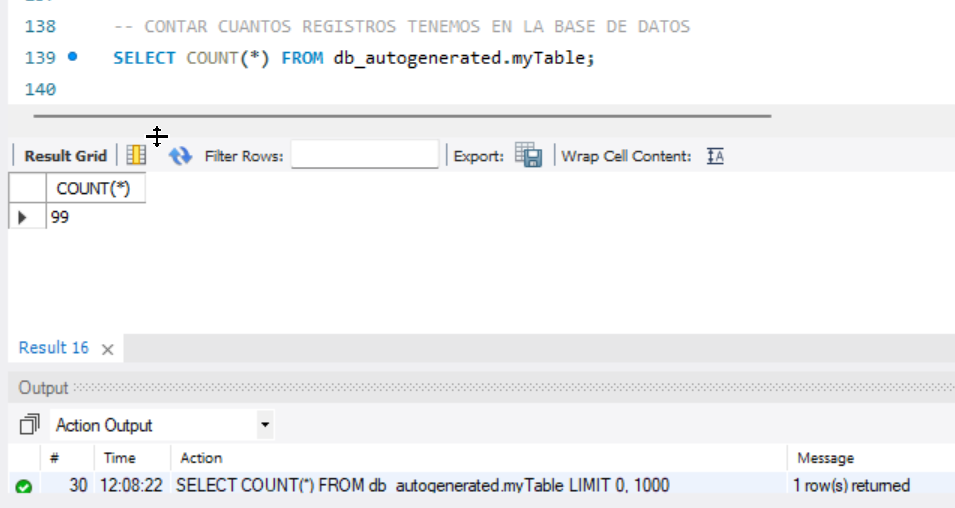 138 -- CONTAR CUANTOS REGISTROS TENEMOS EN LA BASE DE DATOS
139 SELECT COUNT(*) FROM db_autogenerated.myTable;
140
Result Grid Filter Rows: Export: Wrap Cell Content: IA
COUNT(*)
99
Result 16
Output
Action Output
# Time Action Message
30 12:08:22 SELECT COUNT(*) FROM db_autogenerated.myTable LIMIT 0, 1000 1 row(s) returned